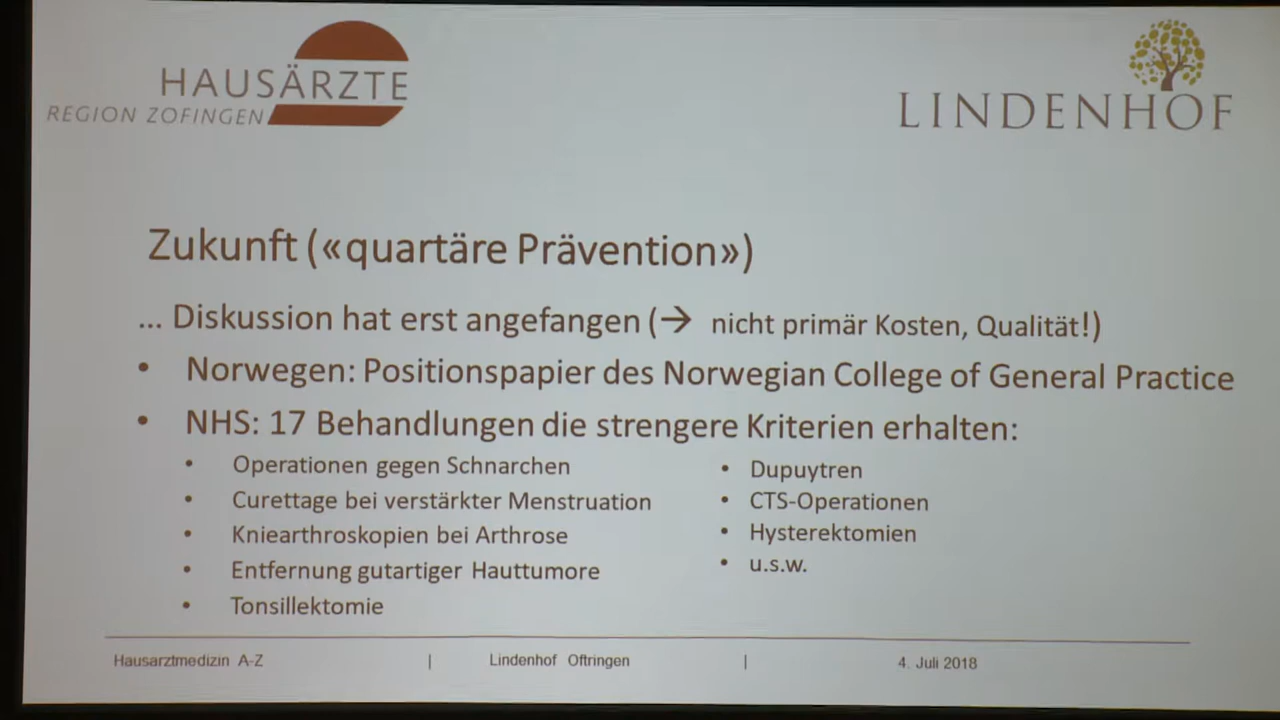 HAUSÄRZTE
REGION ZOFINGEN
LINDENHOF
Zukunft («quartäre Prävention»)
... Diskussion hat erst angefangen (→ nicht primär Kosten, Qualität!)
• Norwegen: Positionspapier des Norwegian College of General Practice
• NHS: 17 Behandlungen die strengere Kriterien erhalten:
• Operationen gegen Schnarchen
• Curettage bei verstärkter Menstruation
• Kniearthroskopien bei Arthrose
• Entfernung gutartiger Hauttumore
• Tonsillektomie
• Dupuytren
• CTS-Operationen
• Hysterektomien
• u.s.w.
Hausarztmedizin A-Z | Lindenhof Oftringen | 4. Juli 2018